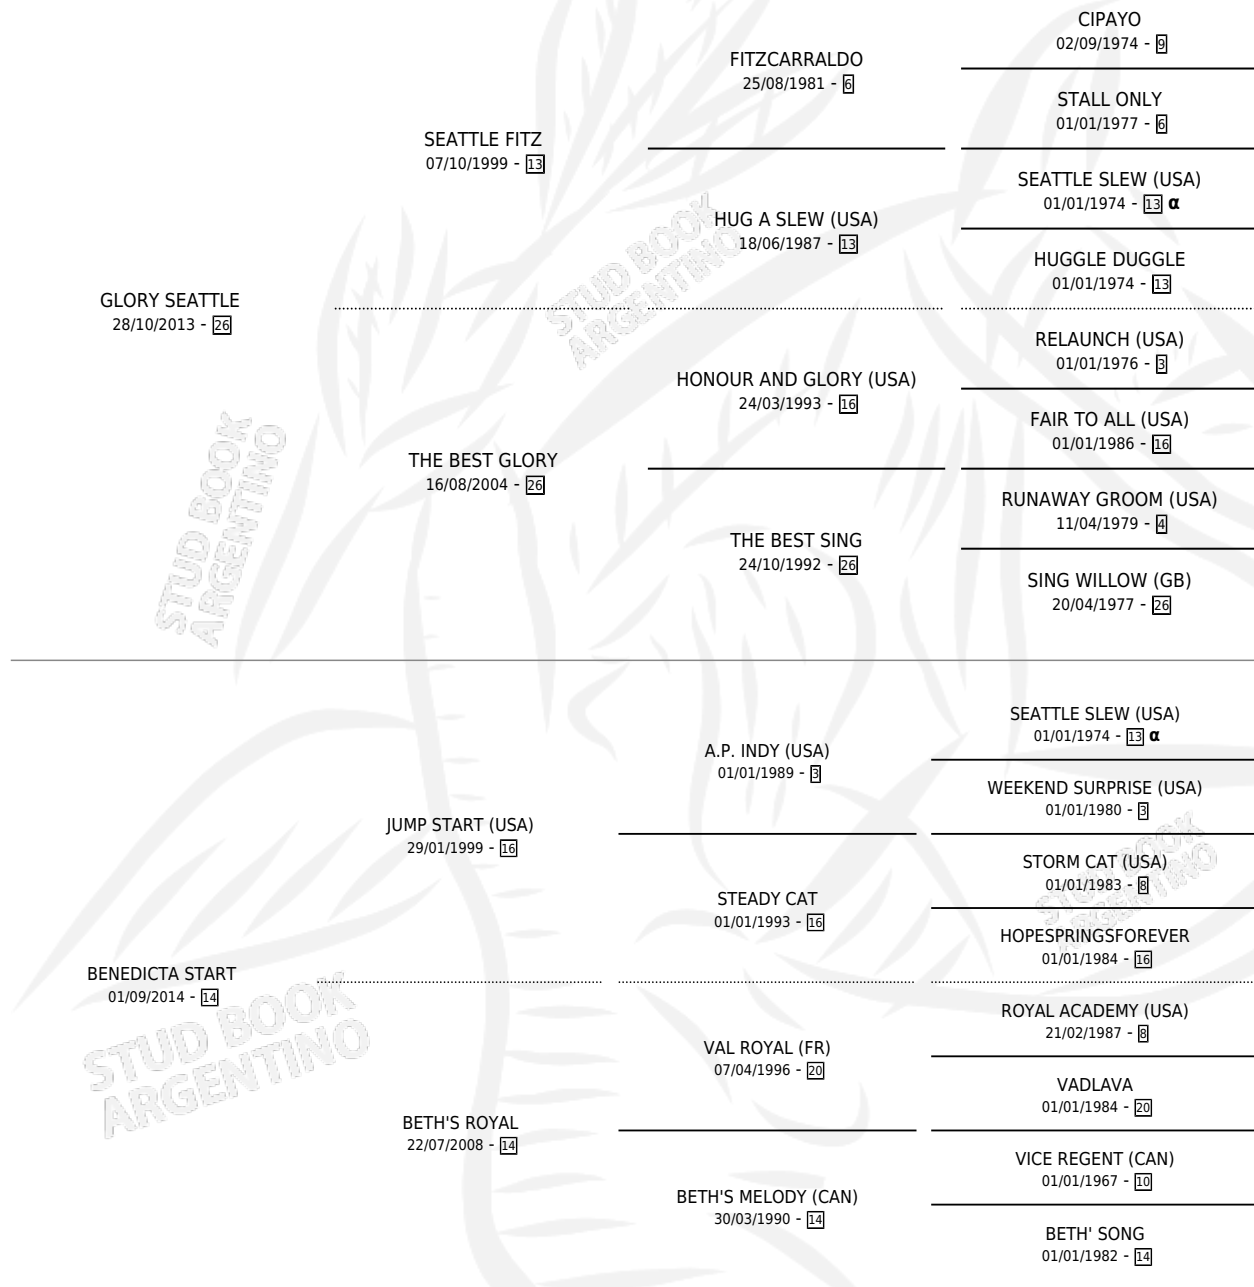 CIPAYO
02/09/1974 - 9
FITZCARRALDO
25/08/1981 - 6
STALL ONLY
01/01/1977 - 6
SEATTLE FITZ
07/10/1999 - 13
SEATTLE SLEW (USA)
01/01/1974 - 13 α
HUG A SLEW (USA)
18/06/1987 - 13
HUGGLE DUGGLE
01/01/1974 - 13
GLORY SEATTLE
28/10/2013 - 26
RELAUNCH (USA)
01/01/1976 - 3
HONOUR AND GLORY (USA)
24/03/1993 - 16
FAIR TO ALL (USA)
01/01/1986 - 16
THE BEST GLORY
16/08/2004 - 26
RUNAWAY GROOM (USA)
11/04/1979 - 4
THE BEST SING
24/10/1992 - 26
SING WILLOW (GB)
20/04/1977 - 26
SEATTLE SLEW (USA)
01/01/1974 - 13 α
A.P. INDY (USA)
01/01/1989 - 3
WEEKEND SURPRISE (USA)
01/01/1980 - 3
JUMP START (USA)
29/01/1999 - 16
STORM CAT (USA)
01/01/1983 - 8
STEADY CAT
01/01/1993 - 16
HOPESPRINGSFOREVER
01/01/1984 - 16
BENEDICTA START
01/09/2014 - 14
ROYAL ACADEMY (USA)
21/02/1987 - 8
VAL ROYAL (FR)
07/04/1996 - 20
VADLAVA
01/01/1984 - 20
BETH'S ROYAL
22/07/2008 - 14
VICE REGENT (CAN)
01/01/1967 - 10
BETH'S MELODY (CAN)
30/03/1990 - 14
BETH' SONG
01/01/1982 - 14
STUD BOOK
ARGENTINO
STUD BOOK
ARGENTINO
STUD BOOK
ARGENTINO
STUD BOOK
ARGENTINO